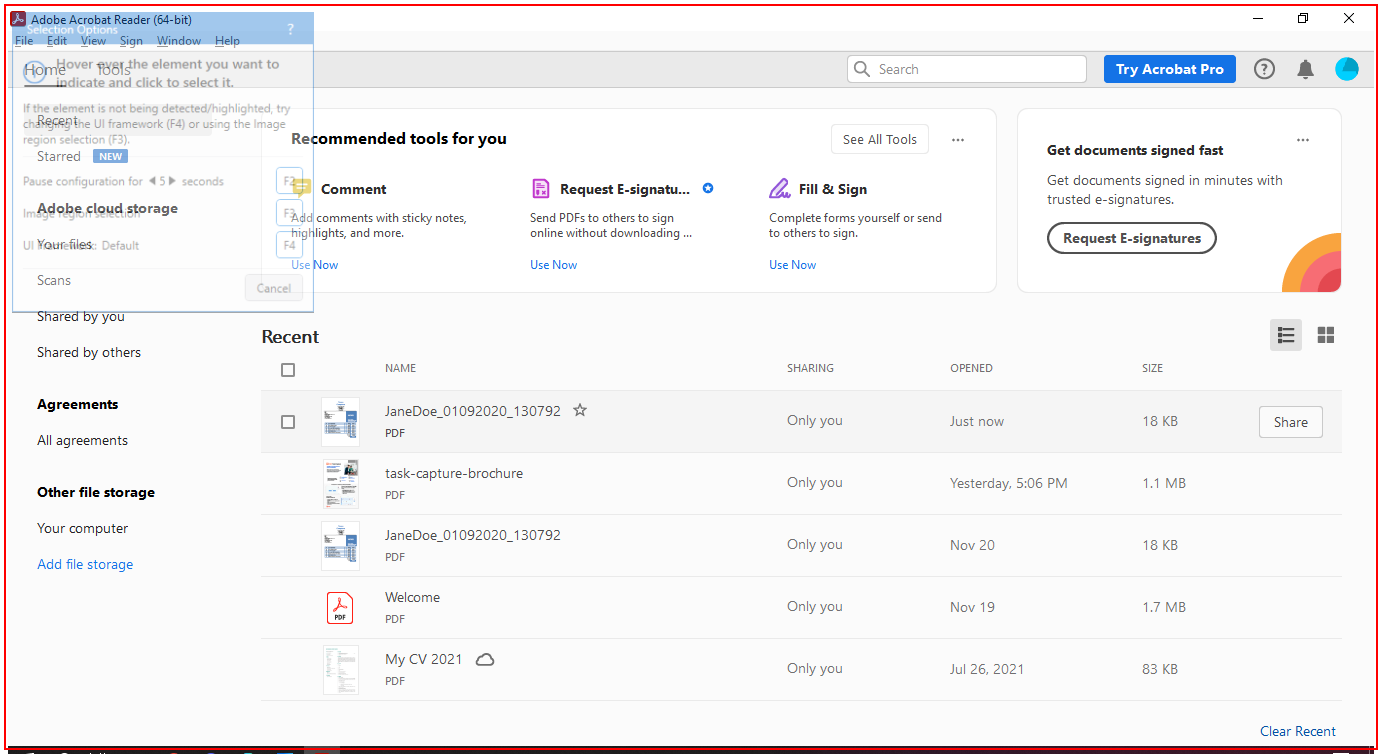 Adobe Acrobat Reader (64-bit)
Selection Options
?
File Edit View Sign Window Help
Hover over the element you want to
indicate and click to select it.
Home Tools
Search
Try Acrobat Pro
If the element is not being detected/highlighted, try
changing the UI framework (F4) or using the Image
region selection (F3).
Recent
Starred NEW
Pause configuration for 5 seconds F2
Adobe cloud storage
Image region selection F3
Your files
UI framework: Default F4
Scans
Cancel
Shared by you
Shared by others
Agreements
All agreements
Other file storage
Your computer
Add file storage
Recommended tools for you
See All Tools
...
Comment
Add comments with sticky notes,
highlights, and more.
Use Now
Request E-signatu...
Send PDFs to others to sign
online without downloading ...
Use Now
Fill & Sign
Complete forms yourself or send
to others to sign.
Use Now
...
Get documents signed fast
Get documents signed in minutes with
trusted e-signatures.
Request E-signatures
Recent
NAME SHARING OPENED SIZE
JaneDoe_01092020_130792
PDF
Only you Just now 18 KB Share
task-capture-brochure
PDF
Only you Yesterday, 5:06 PM 1.1 MB
JaneDoe_01092020_130792
PDF
Only you Nov 20 18 KB
Welcome
PDF
PDF
Only you Nov 19 1.7 MB
My CV 2021
PDF
Only you Jul 26, 2021 83 KB
Clear Recent